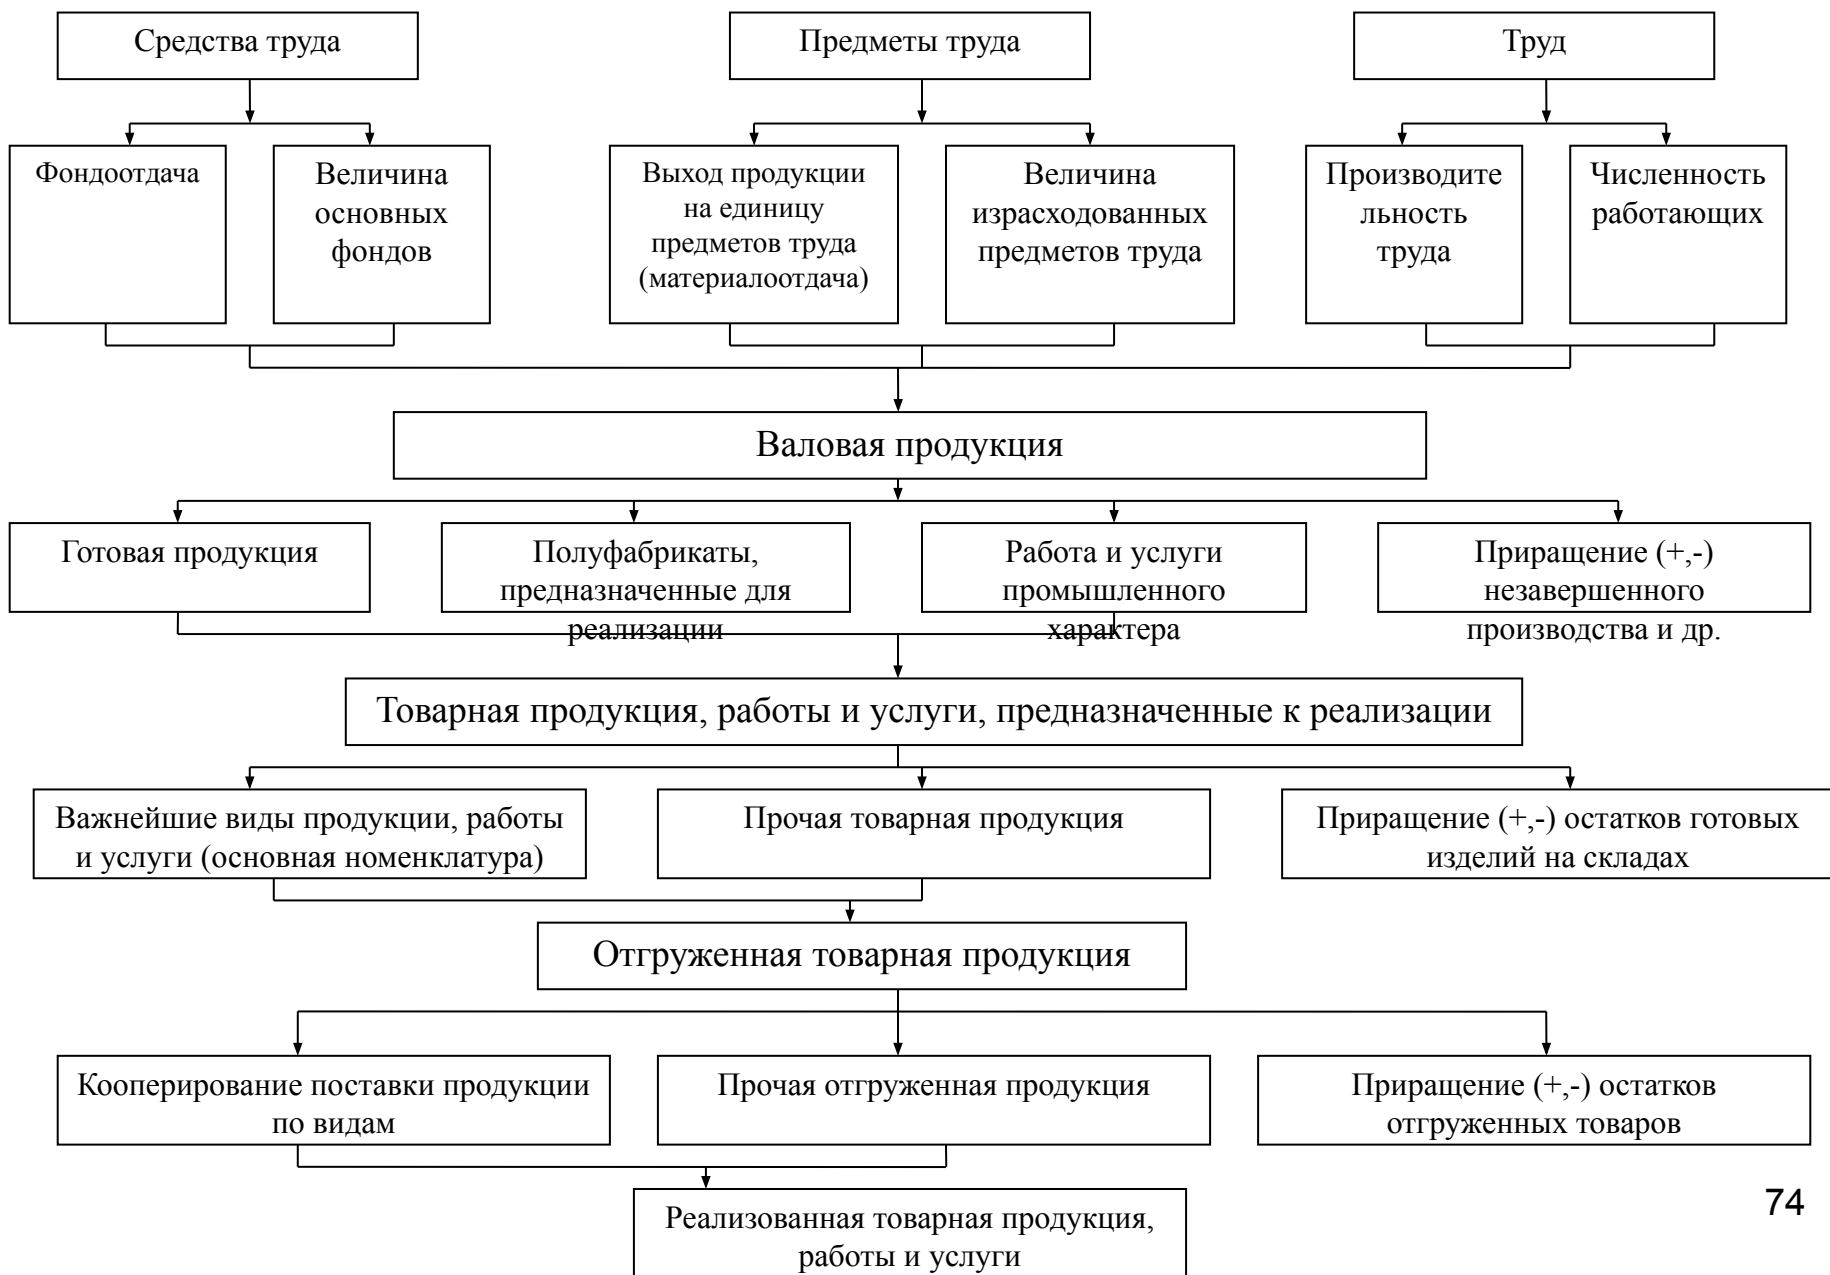 Средства труда
Предметы труда
Труд
Фондоотдача
Величина
основных
фондов
Выход продукции
на единицу
предметов труда
(материалоотдача)
Величина
израсходованных
предметов труда
Производите
льность
труда
Численность
работающих
Валовая продукция
Готовая продукция
Полуфабрикаты,
предназначенные для
реализации
Работа и услуги
промышленного
характера
Приращение (+,-)
незавершенного
производства и др.
Товарная продукция, работы и услуги, предназначенные к реализации
Важнейшие виды продукции, работы
и услуги (основная номенклатура)
Прочая товарная продукция
Приращение (+,-) остатков готовых
изделий на складах
Отгруженная товарная продукция
Кооперирование поставки продукции
по видам
Прочая отгруженная продукция
Приращение (+,-) остатков
отгруженных товаров
Реализованная товарная продукция,
работы и услуги
74